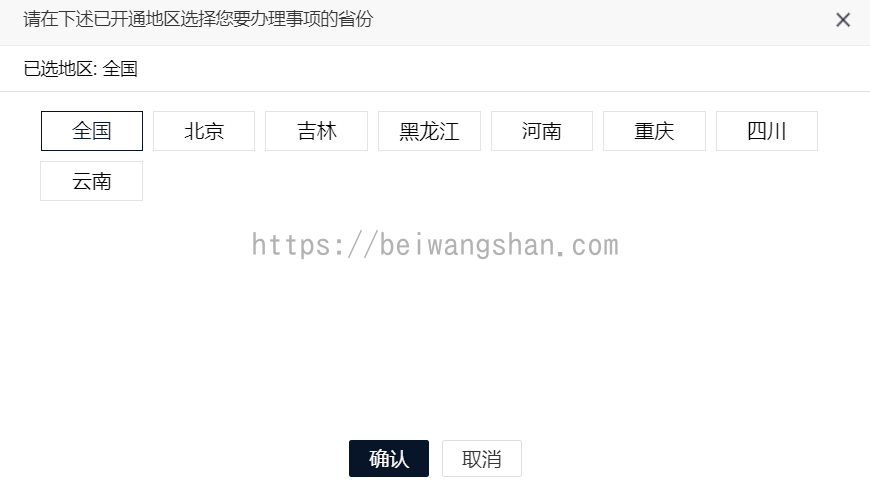 请在下述已开通地区选择您要办理事项的省份
已选地区: 全国
全国 北京 吉林 黑龙江 河南 重庆 四川
云南
https://beiwangshan.com
确认 取消